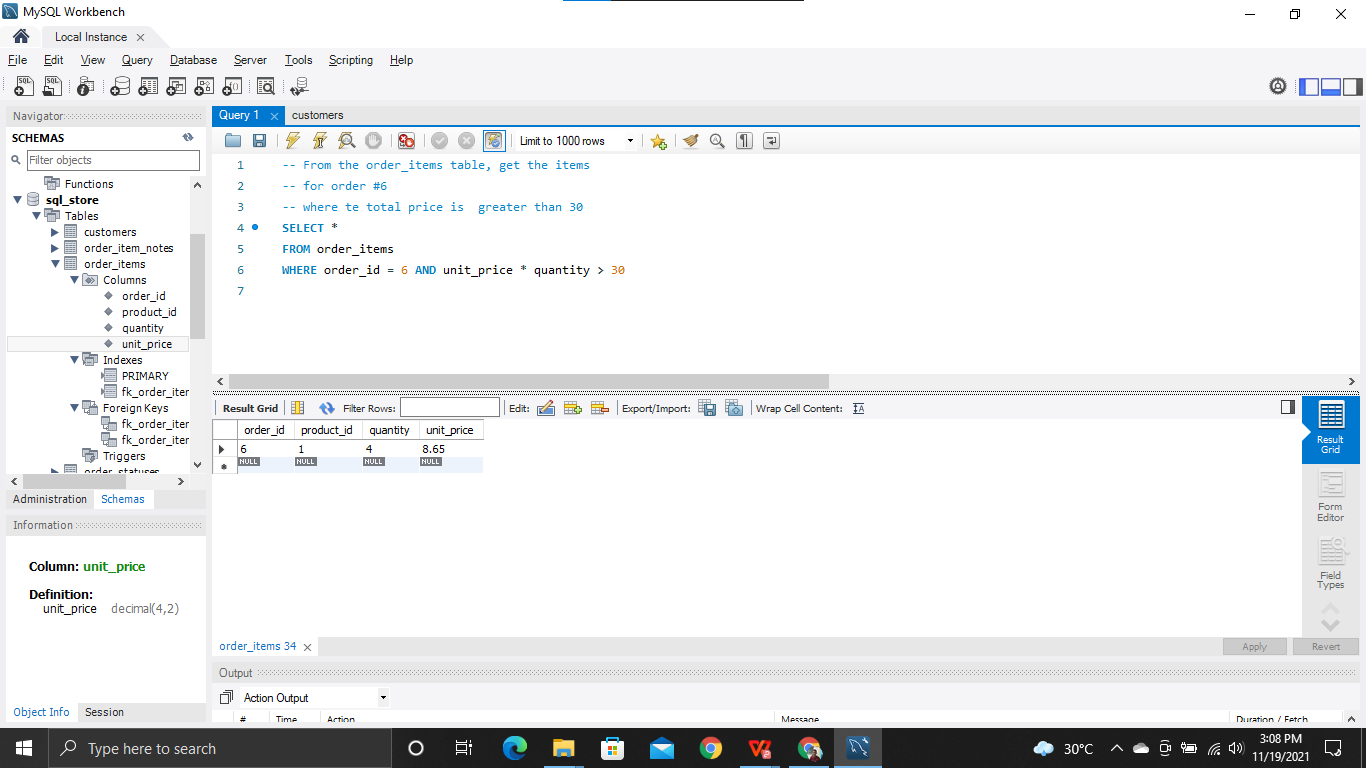 MySQL Workbench
Local Instance
File Edit View Query Database Server Tools Scripting Help
Navigator
SCHEMAS
Filter objects
Functions
sql_store
Tables
customers
order_item_notes
order_items
Columns
order_id
product_id
quantity
unit_price
Indexes
PRIMARY
fk_order_iter
Foreign Keys
fk_order_iter
fk_order_iter
Triggers
order_statuses
Administration Schemas
Information
Column: unit_price
Definition:
unit_price decimal(4,2)
Object Info Session
Query 1 customers
Limit to 1000 rows
1 -- From the order_items table, get the items
2 -- for order #6
3 -- where te total price is  greater than 30
4 SELECT *
5 FROM order_items
6 WHERE order_id = 6 AND unit_price * quantity > 30
7
Result Grid Filter Rows: Edit: Export/Import: Wrap Cell Content:
order_id product_id quantity unit_price
6 1 4 8.65
NULL NULL NULL NULL
Result
Grid
Form
Editor
Field
Types
order_items 34 Apply Revert
Output
Action Output
# Time Action Message Duration / Fetch
Type here to search
30°C
3:08 PM
11/19/2021